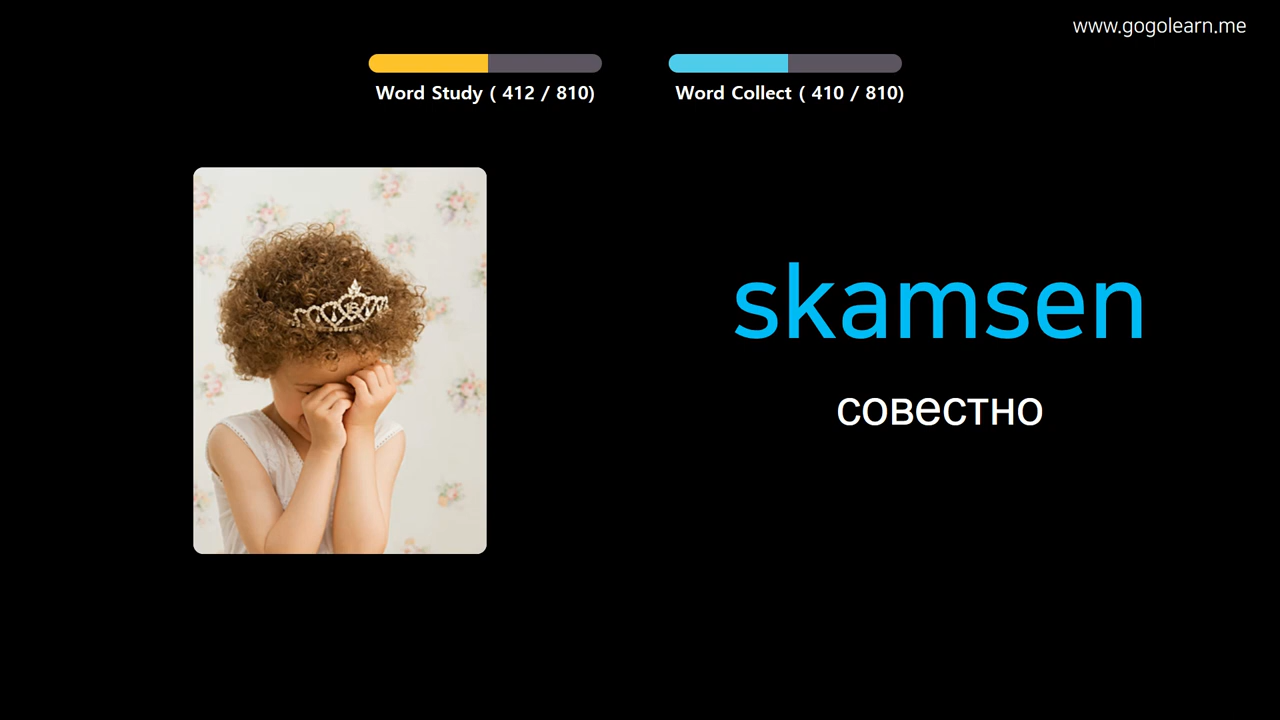 www.gogolearn.me
Word Study ( 412 / 810)
Word Collect ( 410 / 810)
skamsen
совестно